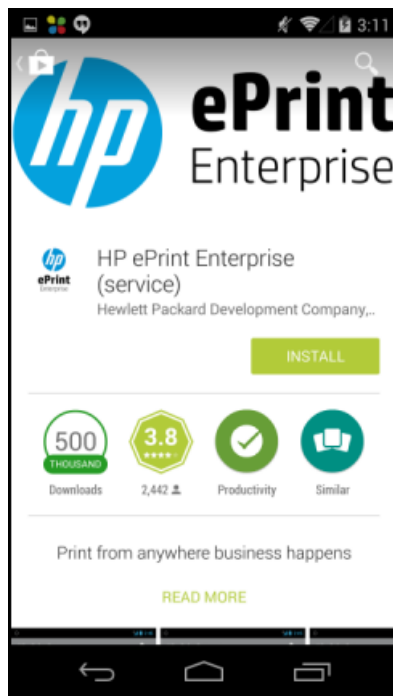 3:11
hp
ePrint
Enterprise
hp
ePrint
Enterprise
HP ePrint Enterprise
(service)
Hewlett Packard Development Company,..
INSTALL
500
THOUSAND
Downloads
3.8
2,442
Productivity
Similar
Print from anywhere business happens
READ MORE